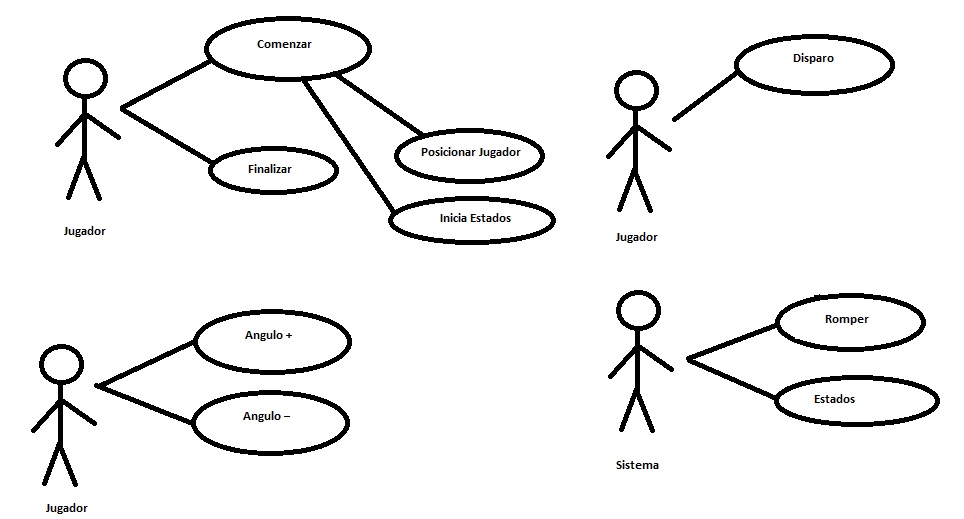 Comenzar
Posicionar Jugador
Finalizar
Inicia Estados
Jugador
Disparo
Jugador
Angulo +
Angulo –
Jugador
Romper
Estados
Sistema